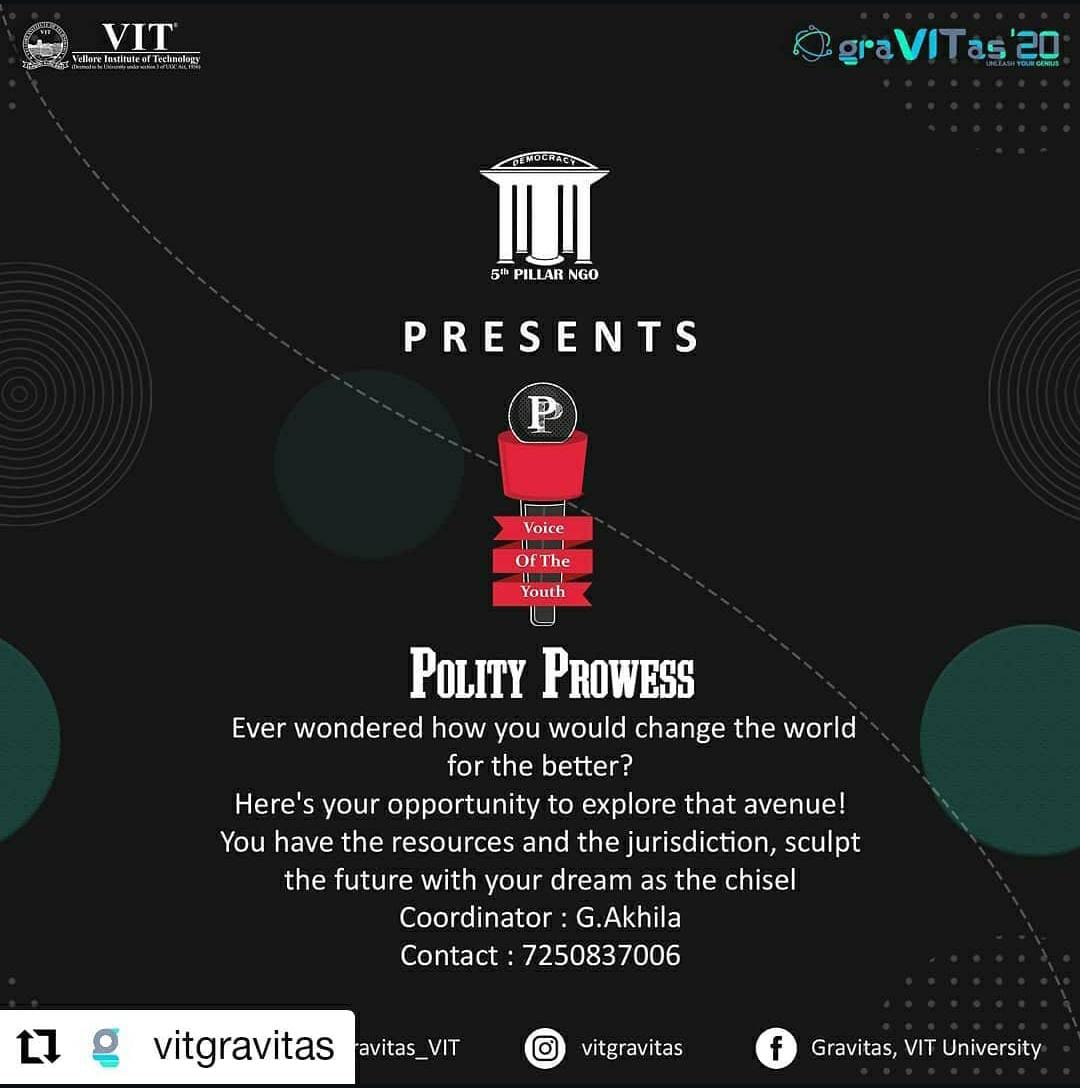 VIT
Vellore Institute of Technology
(Deemed to be University under section 3 of UGC Act, 1956)
graVITas'20
UNLEASH YOUR GENIUS
DEMOCRACY
5th PILLAR NGO
PRESENTS
P
Voice
Of The
Youth
POLITY PROWESS
Ever wondered how you would change the world
for the better?
Here's your opportunity to explore that avenue!
You have the resources and the jurisdiction, sculpt
the future with your dream as the chisel
Coordinator : G.Akhila
Contact : 7250837006
vitgravitas
ravitas_VIT
vitgravitas
Gravitas, VIT University